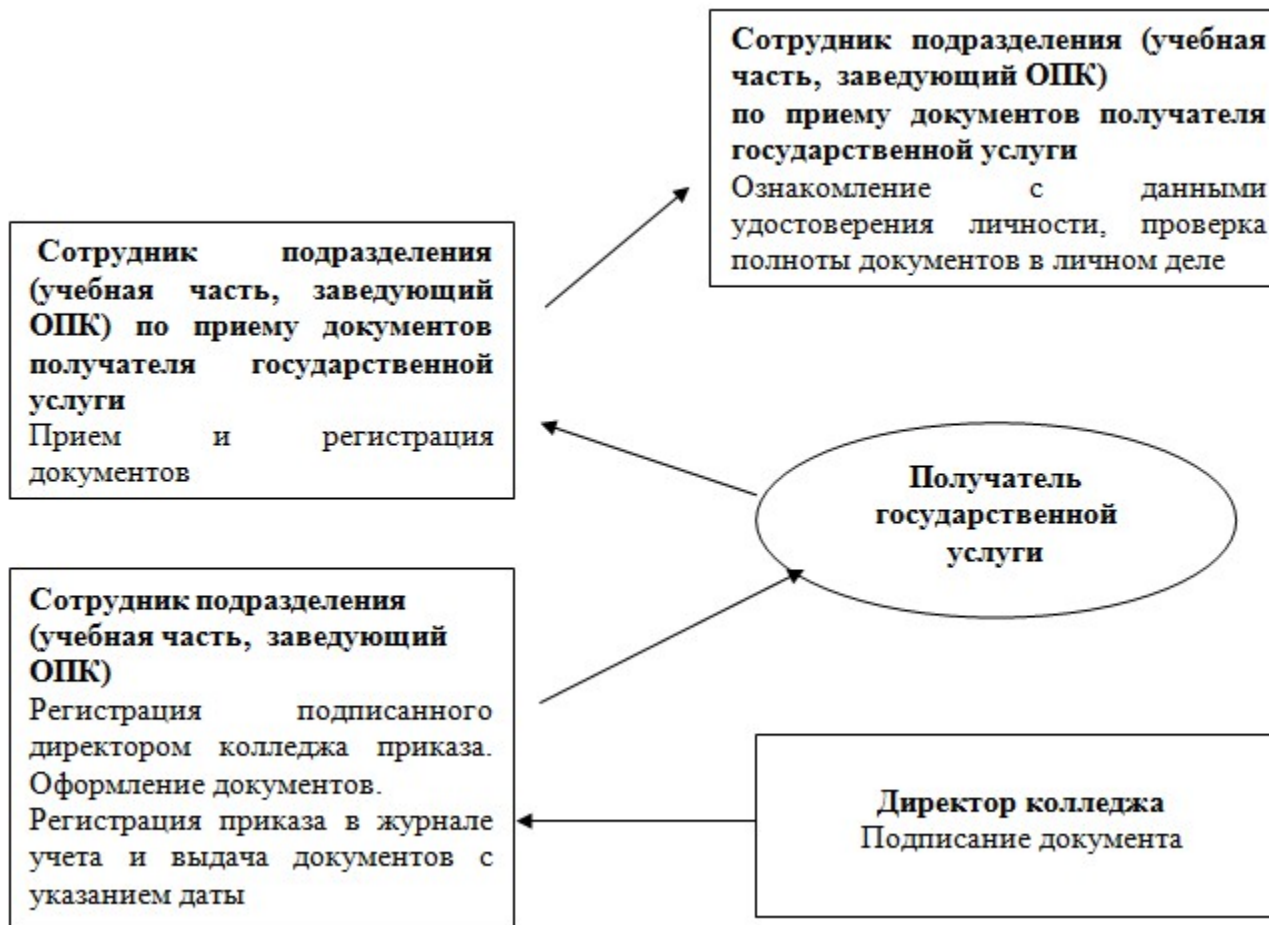 Сотрудник подразделения (учебная
часть, заведующий ОПК)
по приему документов получателя
государственной услуги
Ознакомление с данными
удостоверения личности, проверка
полноты документов в личном деле
Сотрудник подразделения
(учебная часть, заведующий
ОПК) по приему документов
получателя государственной
услуги
Прием и регистрация
документов
Получатель
государственной
услуги
Сотрудник подразделения
(учебная часть, заведующий
ОПК)
Регистрация подписанного
директором колледжа приказа.
Оформление документов.
Регистрация приказа в журнале
учета и выдача документов с
указанием даты
Директор колледжа
Подписание документа